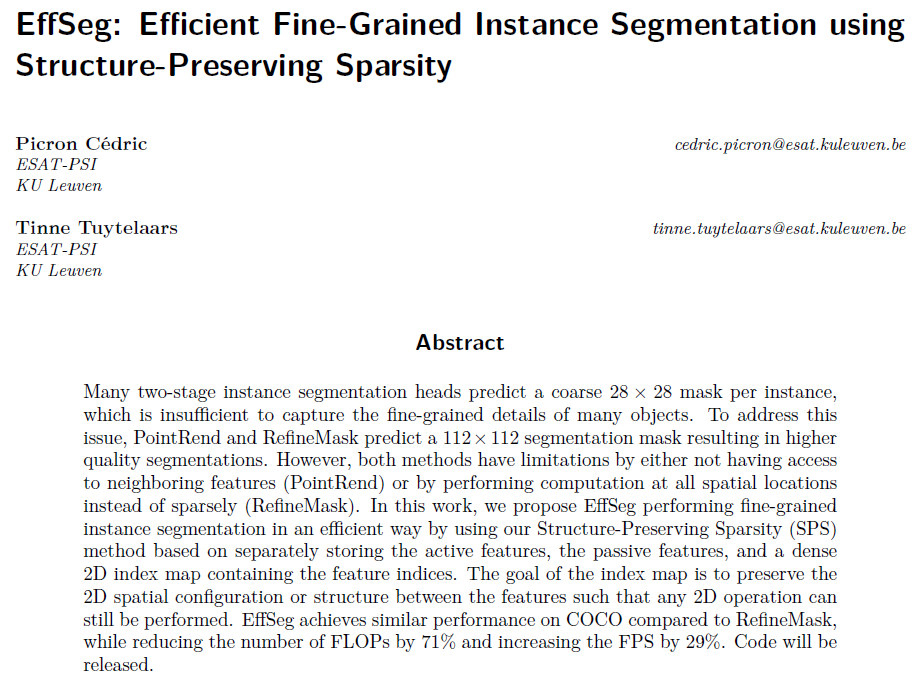 EffSeg: Efficient Fine-Grained Instance Segmentation using
Structure-Preserving Sparsity
Picron Cédric cedric.picron@esat.kuleuven.be
ESAT-PSI
KU Leuven
Tinne Tuytelaars tinne.tuytelaars@esat.kuleuven.be
ESAT-PSI
KU Leuven
Abstract
Many two-stage instance segmentation heads predict a coarse 28 × 28 mask per instance,
which is insufficient to capture the fine-grained details of many objects. To address this
issue, PointRend and RefineMask predict a 112 × 112 segmentation mask resulting in higher
quality segmentations. However, both methods have limitations by either not having access
to neighboring features (PointRend) or by performing computation at all spatial locations
instead of sparsely (RefineMask). In this work, we propose EffSeg performing fine-grained
instance segmentation in an efficient way by using our Structure-Preserving Sparsity (SPS)
method based on separately storing the active features, the passive features, and a dense
2D index map containing the feature indices. The goal of the index map is to preserve the
2D spatial configuration or structure between the features such that any 2D operation can
still be performed. EffSeg achieves similar performance on COCO compared to RefineMask,
while reducing the number of FLOPs by 71% and increasing the FPS by 29%. Code will be
released.